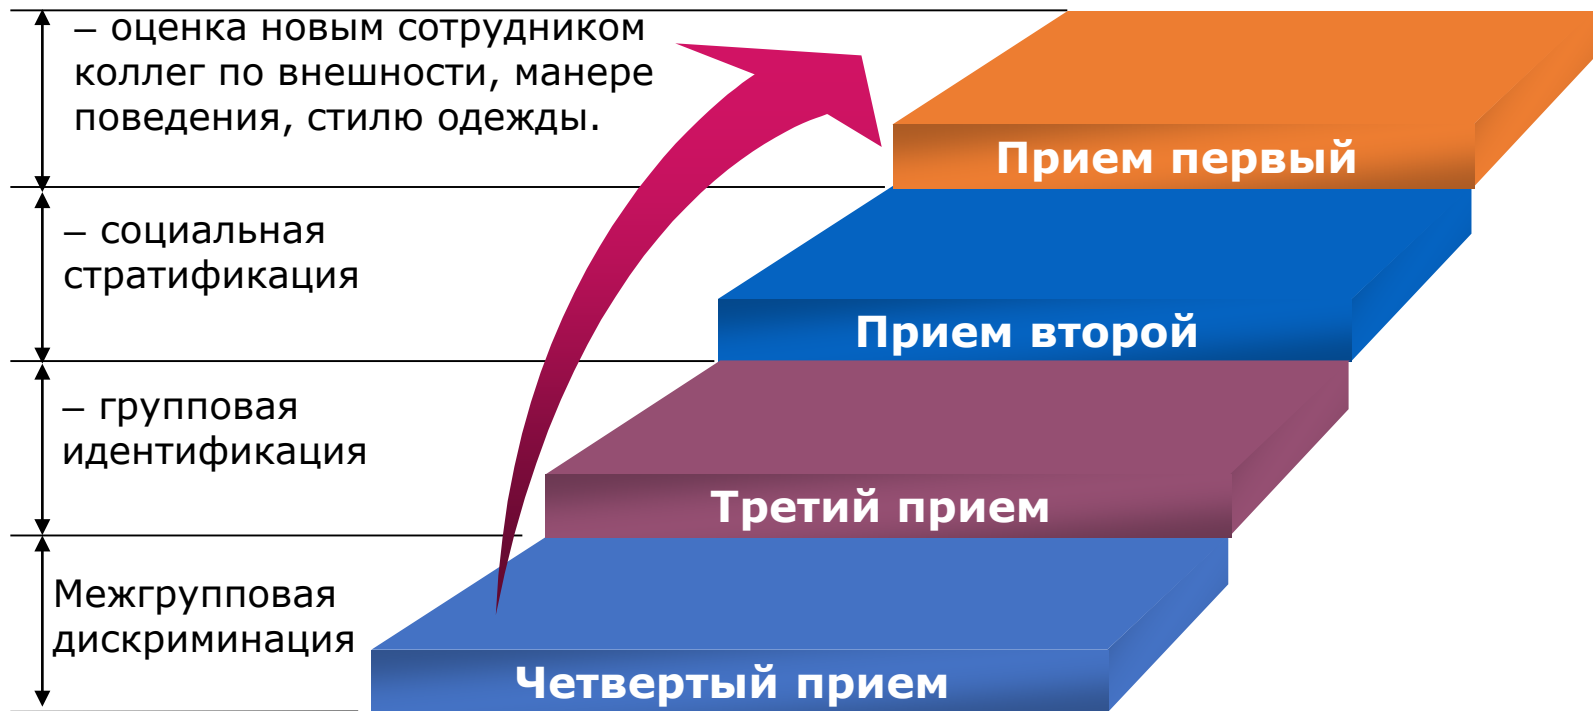 – оценка новым сотрудником
коллег по внешности, манере
поведения, стилю одежды.
Прием первый
– социальная
стратификация
Прием второй
– групповая
идентификация
Третий прием
Межгрупповая
дискриминация
Четвертый прием